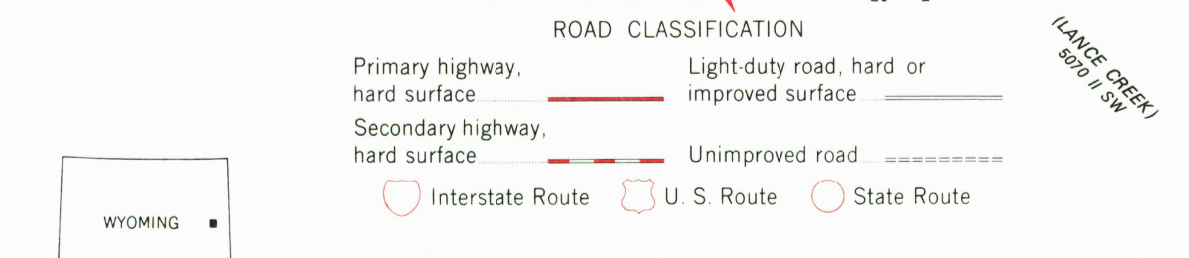 ROAD CLASSIFICATION
Primary highway,
hard surface
Light-duty road, hard or
improved surface
Secondary highway,
hard surface
Unimproved road
Interstate Route
U. S. Route
State Route
(LANCE CREEK)
5070 II SW
WYOMING